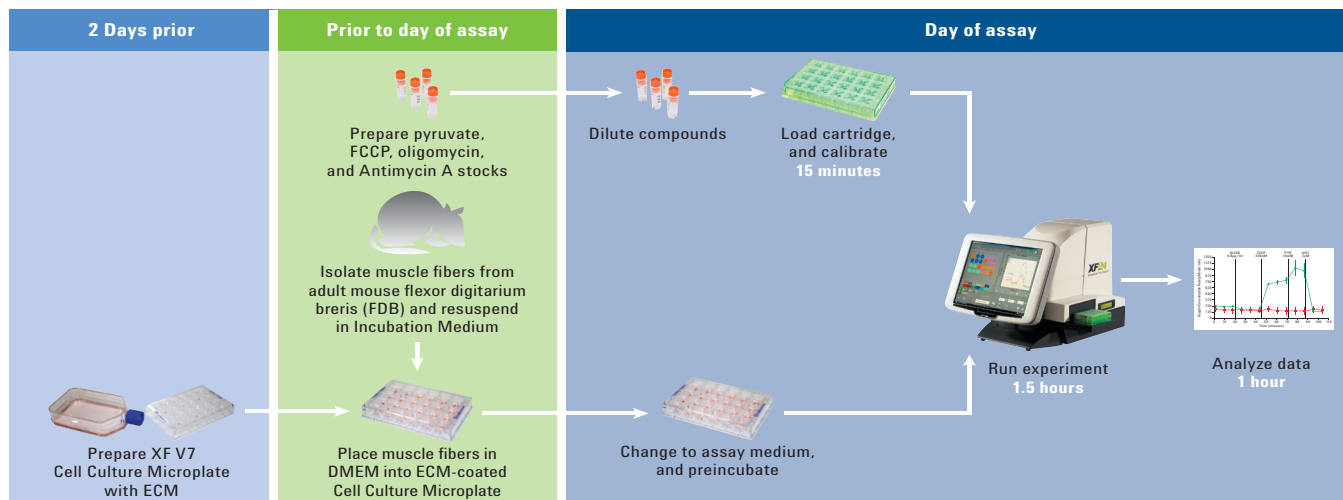 2 Days prior
Prior to day of assay
Day of assay
Prepare pyruvate,
FCCP, oligomycin,
and Antimycin A stocks
Dilute compounds
Load cartridge,
and calibrate
15 minutes
Isolate muscle fibers from
adult mouse flexor digitarium
breris (FDB) and resuspend
in Incubation Medium
XF24
Run experiment
1.5 hours
Time (minutes)
Analyze data
1 hour
Prepare XF V7
Cell Culture Microplate
with ECM
Place muscle fibers in
DMEM into ECM-coated
Cell Culture Microplate
Change to assay medium,
and preincubate